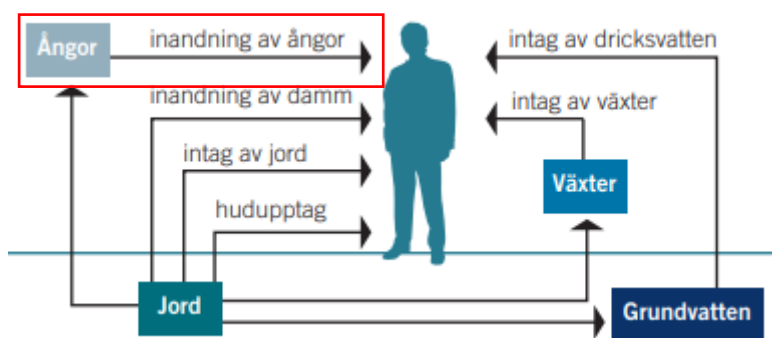 Ångor
inandning av ångor
intag av dricksvatten
inandning av damm
intag av växter
intag av jord
Växter
hudupptag
Jord
Grundvatten